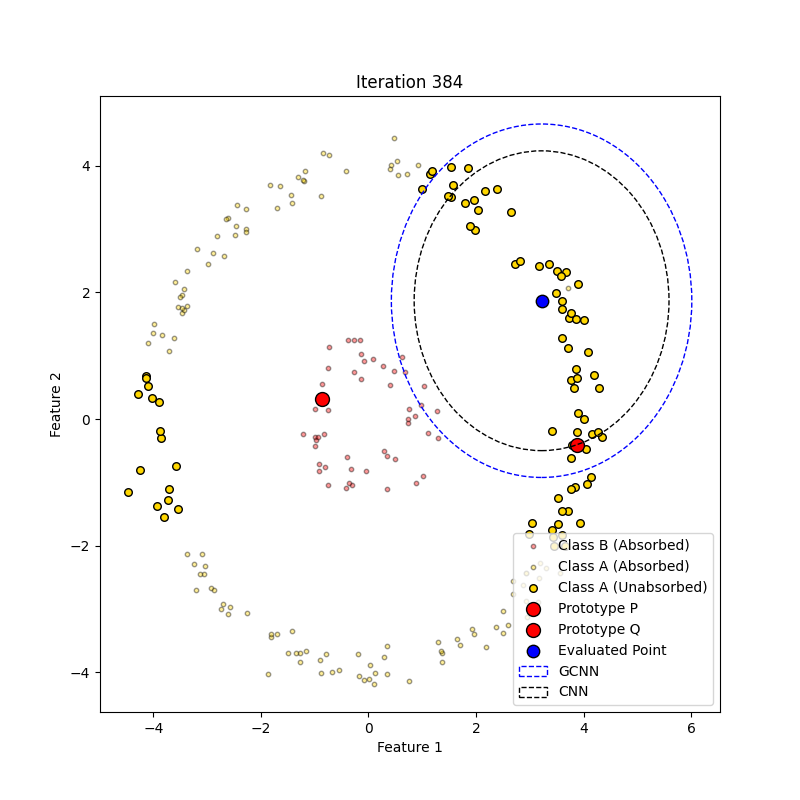 Iteration 384
Feature 2
4
2
0
−2
−4
−4
−2
0
2
4
6
Feature 1
Class B (Absorbed)
Class A (Absorbed)
Class A (Unabsorbed)
Prototype P
Prototype Q
Evaluated Point
GCNN
CNN